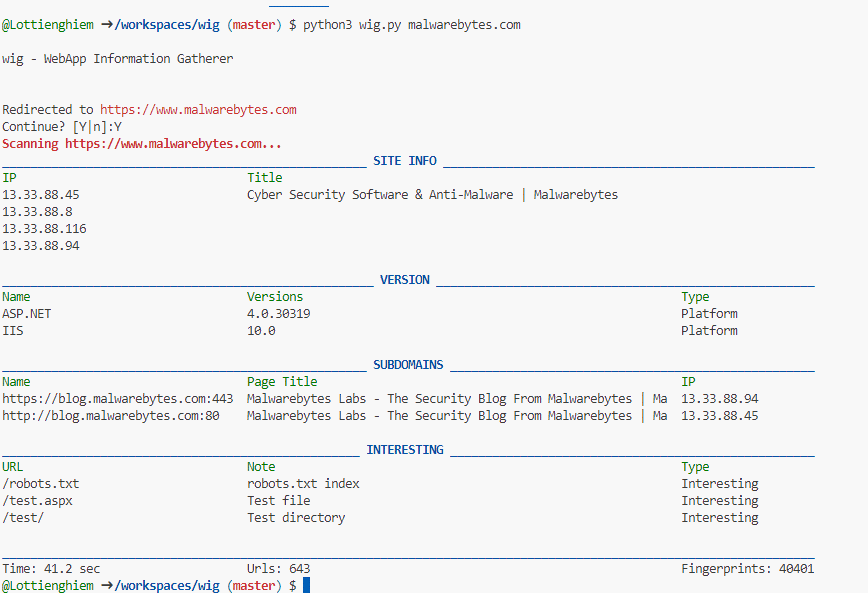 @Lottienghiem ➜/workspaces/wig (master) $ python3 wig.py malwarebytes.com
wig - WebApp Information Gatherer
Redirected to https://www.malwarebytes.com
Continue? [Y|n]:Y
Scanning https://www.malwarebytes.com...
SITE INFO
IP Title
13.33.88.45 Cyber Security Software & Anti-Malware | Malwarebytes
13.33.88.8
13.33.88.116
13.33.88.94
VERSION
Name Versions Type
ASP.NET 4.0.30319 Platform
IIS 10.0 Platform
SUBDOMAINS
Name Page Title IP
https://blog.malwarebytes.com:443 Malwarebytes Labs - The Security Blog From Malwarebytes | Ma 13.33.88.94
http://blog.malwarebytes.com:80 Malwarebytes Labs - The Security Blog From Malwarebytes | Ma 13.33.88.45
INTERESTING
URL Note Type
/robots.txt robots.txt index Interesting
/test.aspx Test file Interesting
/test/ Test directory Interesting
Time: 41.2 sec Urls: 643 Fingerprints: 40401
@Lottienghiem ➜/workspaces/wig (master) $